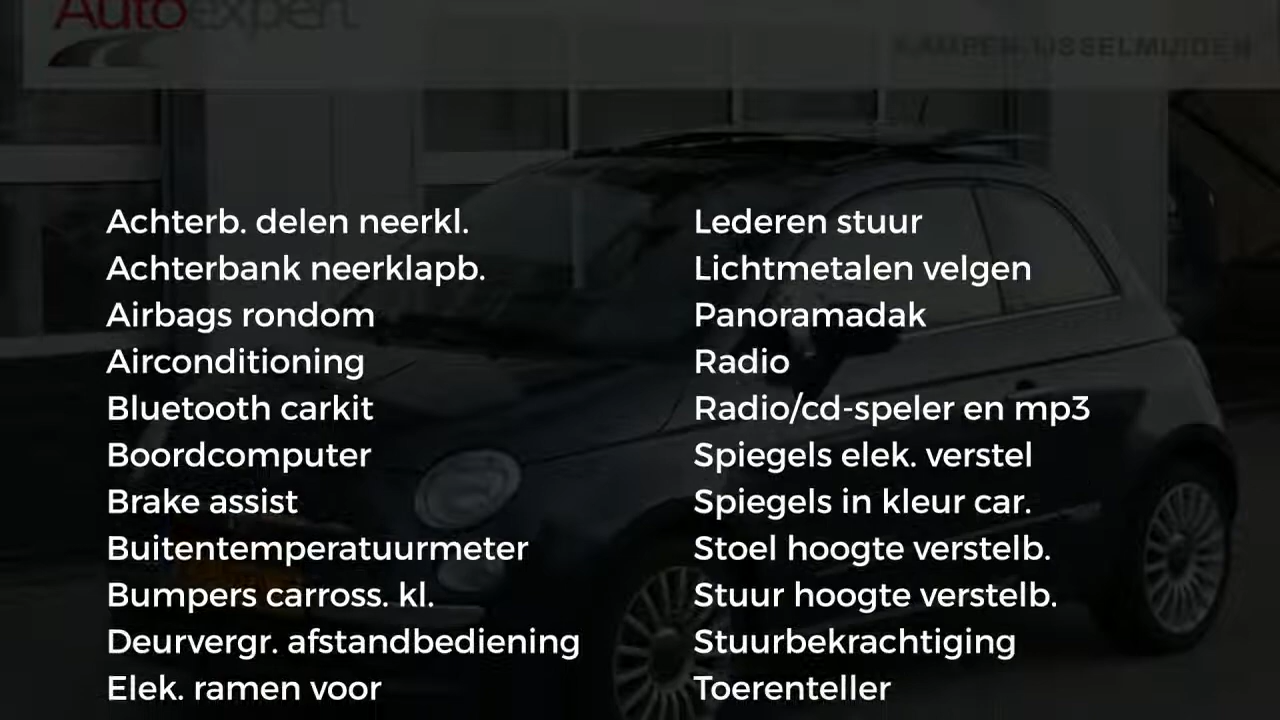 Autoexpert
KAMPEN-IJSSELMUIDEN
Achterb. delen neerkl.
Achterbank neerklapb.
Airbags rondom
Airconditioning
Bluetooth carkit
Boordcomputer
Brake assist
Buitentemperatuurmeter
Bumpers carross. kl.
Deurvergr. afstandbediening
Elek. ramen voor
Lederen stuur
Lichtmetalen velgen
Panoramadak
Radio
Radio/cd-speler en mp3
Spiegels elek. verstel
Spiegels in kleur car.
Stoel hoogte verstelb.
Stuur hoogte verstelb.
Stuurbekrachtiging
Toerenteller